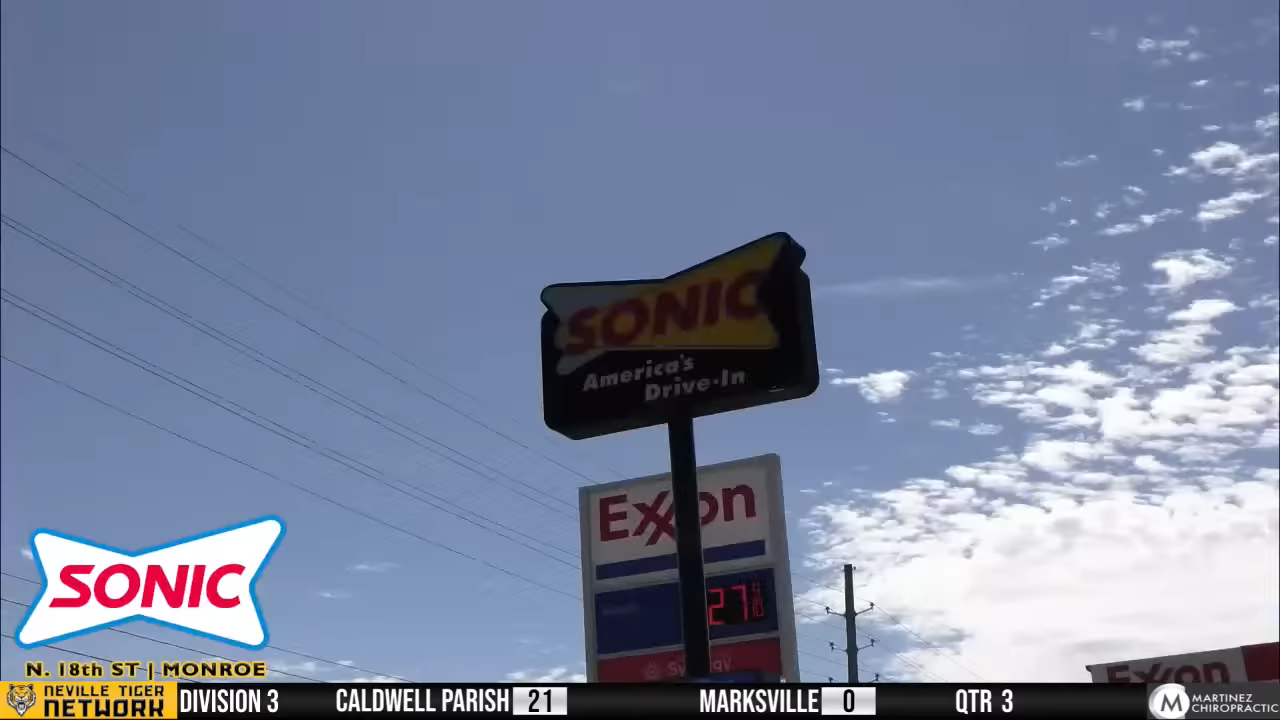 SONIC
America's
Drive-In
Exxon
27
Synergy
Exxon
SONIC
N. 18th ST | MONROE
NEVILLE TIGER
NETWORK
DIVISION 3 CALDWELL PARISH 21 MARKSVILLE 0 QTR 3
M MARTINEZ
CHIROPRACTIC